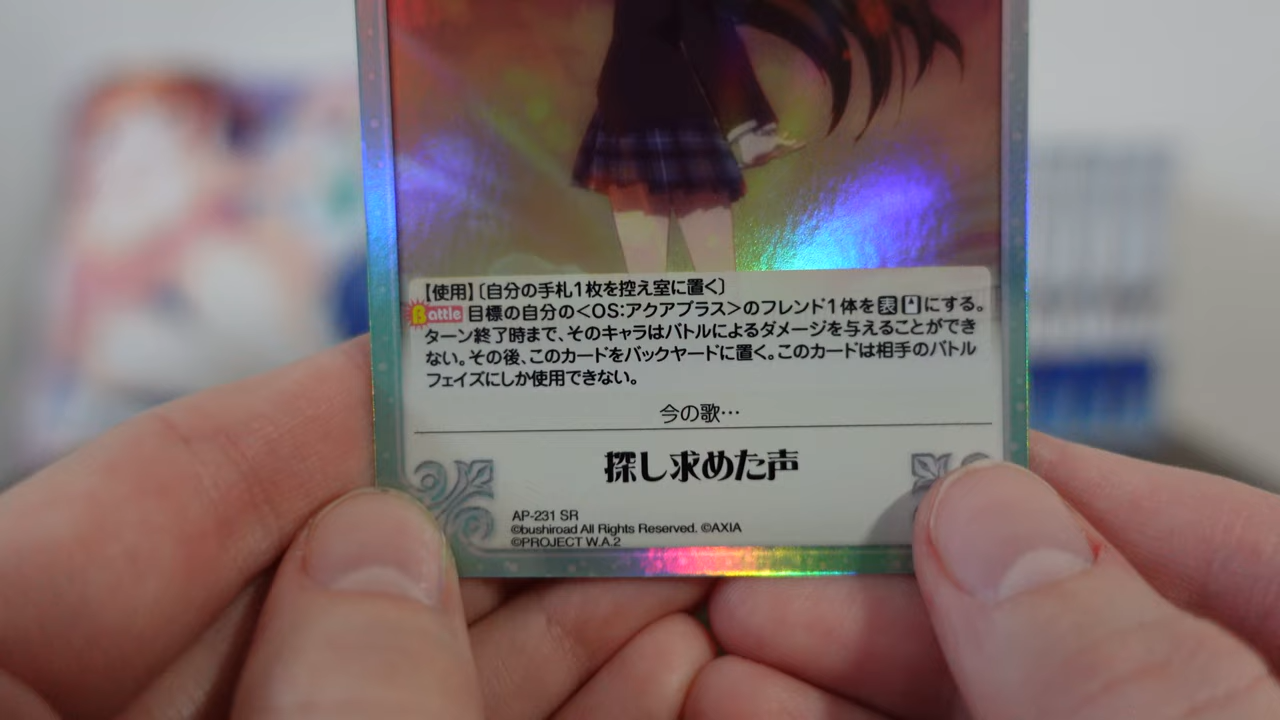 【使用】〔自分の手札1枚を控え室に置く〕
Battle 目標の自分の<OS:アクアプラス>のフレンド1体を表にする。
ターン終了時まで、そのキャラはバトルによるダメージを与えることができ
ない。その後、このカードをバックヤードに置く。このカードは相手のバトル
フェイズにしか使用できない。
今の歌…
探し求めた声
AP-231 SR
©bushiroad All Rights Reserved. ©AXIA
©PROJECT W.A.2